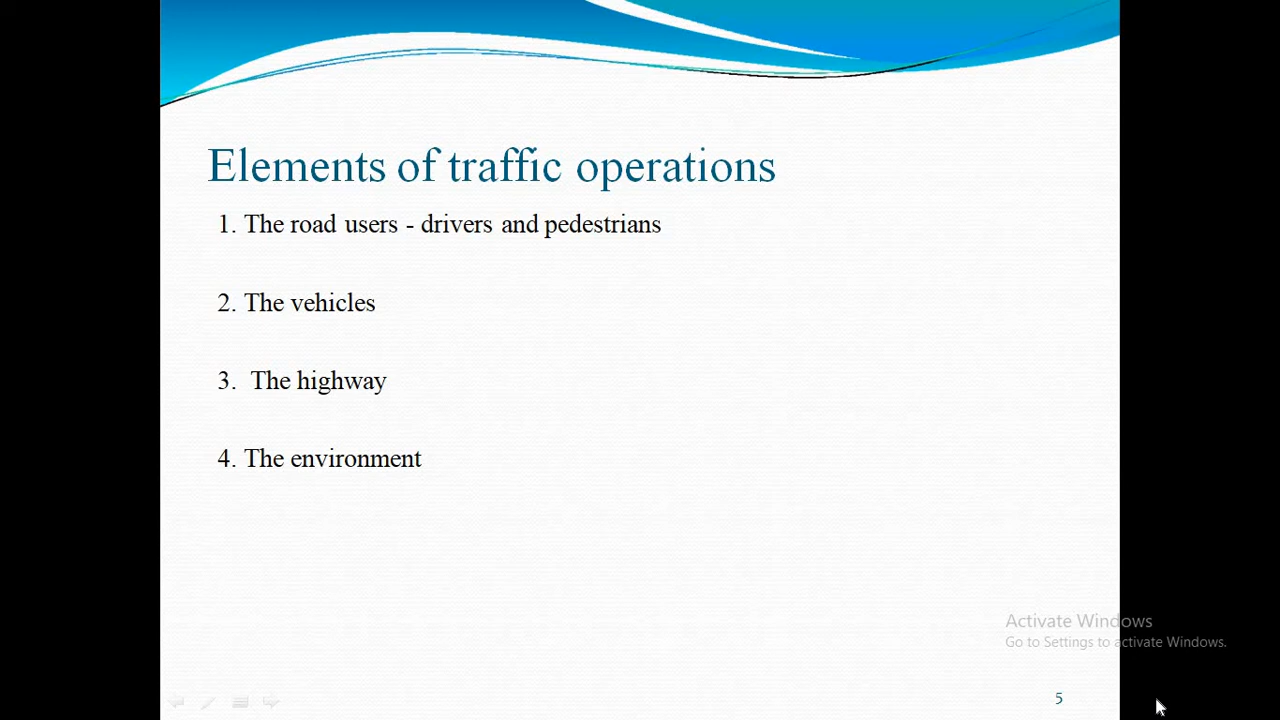 Elements of traffic operations
1. The road users - drivers and pedestrians
2. The vehicles
3. The highway
4. The environment
Activate Windows
Go to Settings to activate Windows.
5